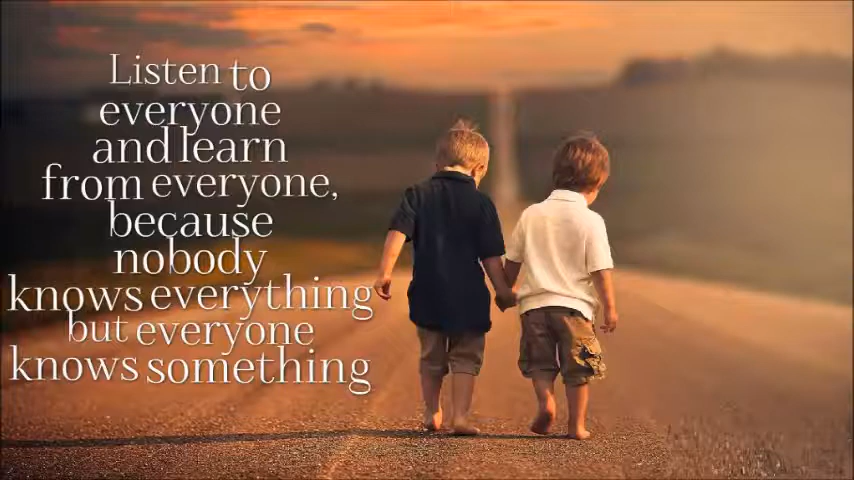 Listen to
everyone
and learn
from everyone,
because
nobody
knows everything
but everyone
knows something